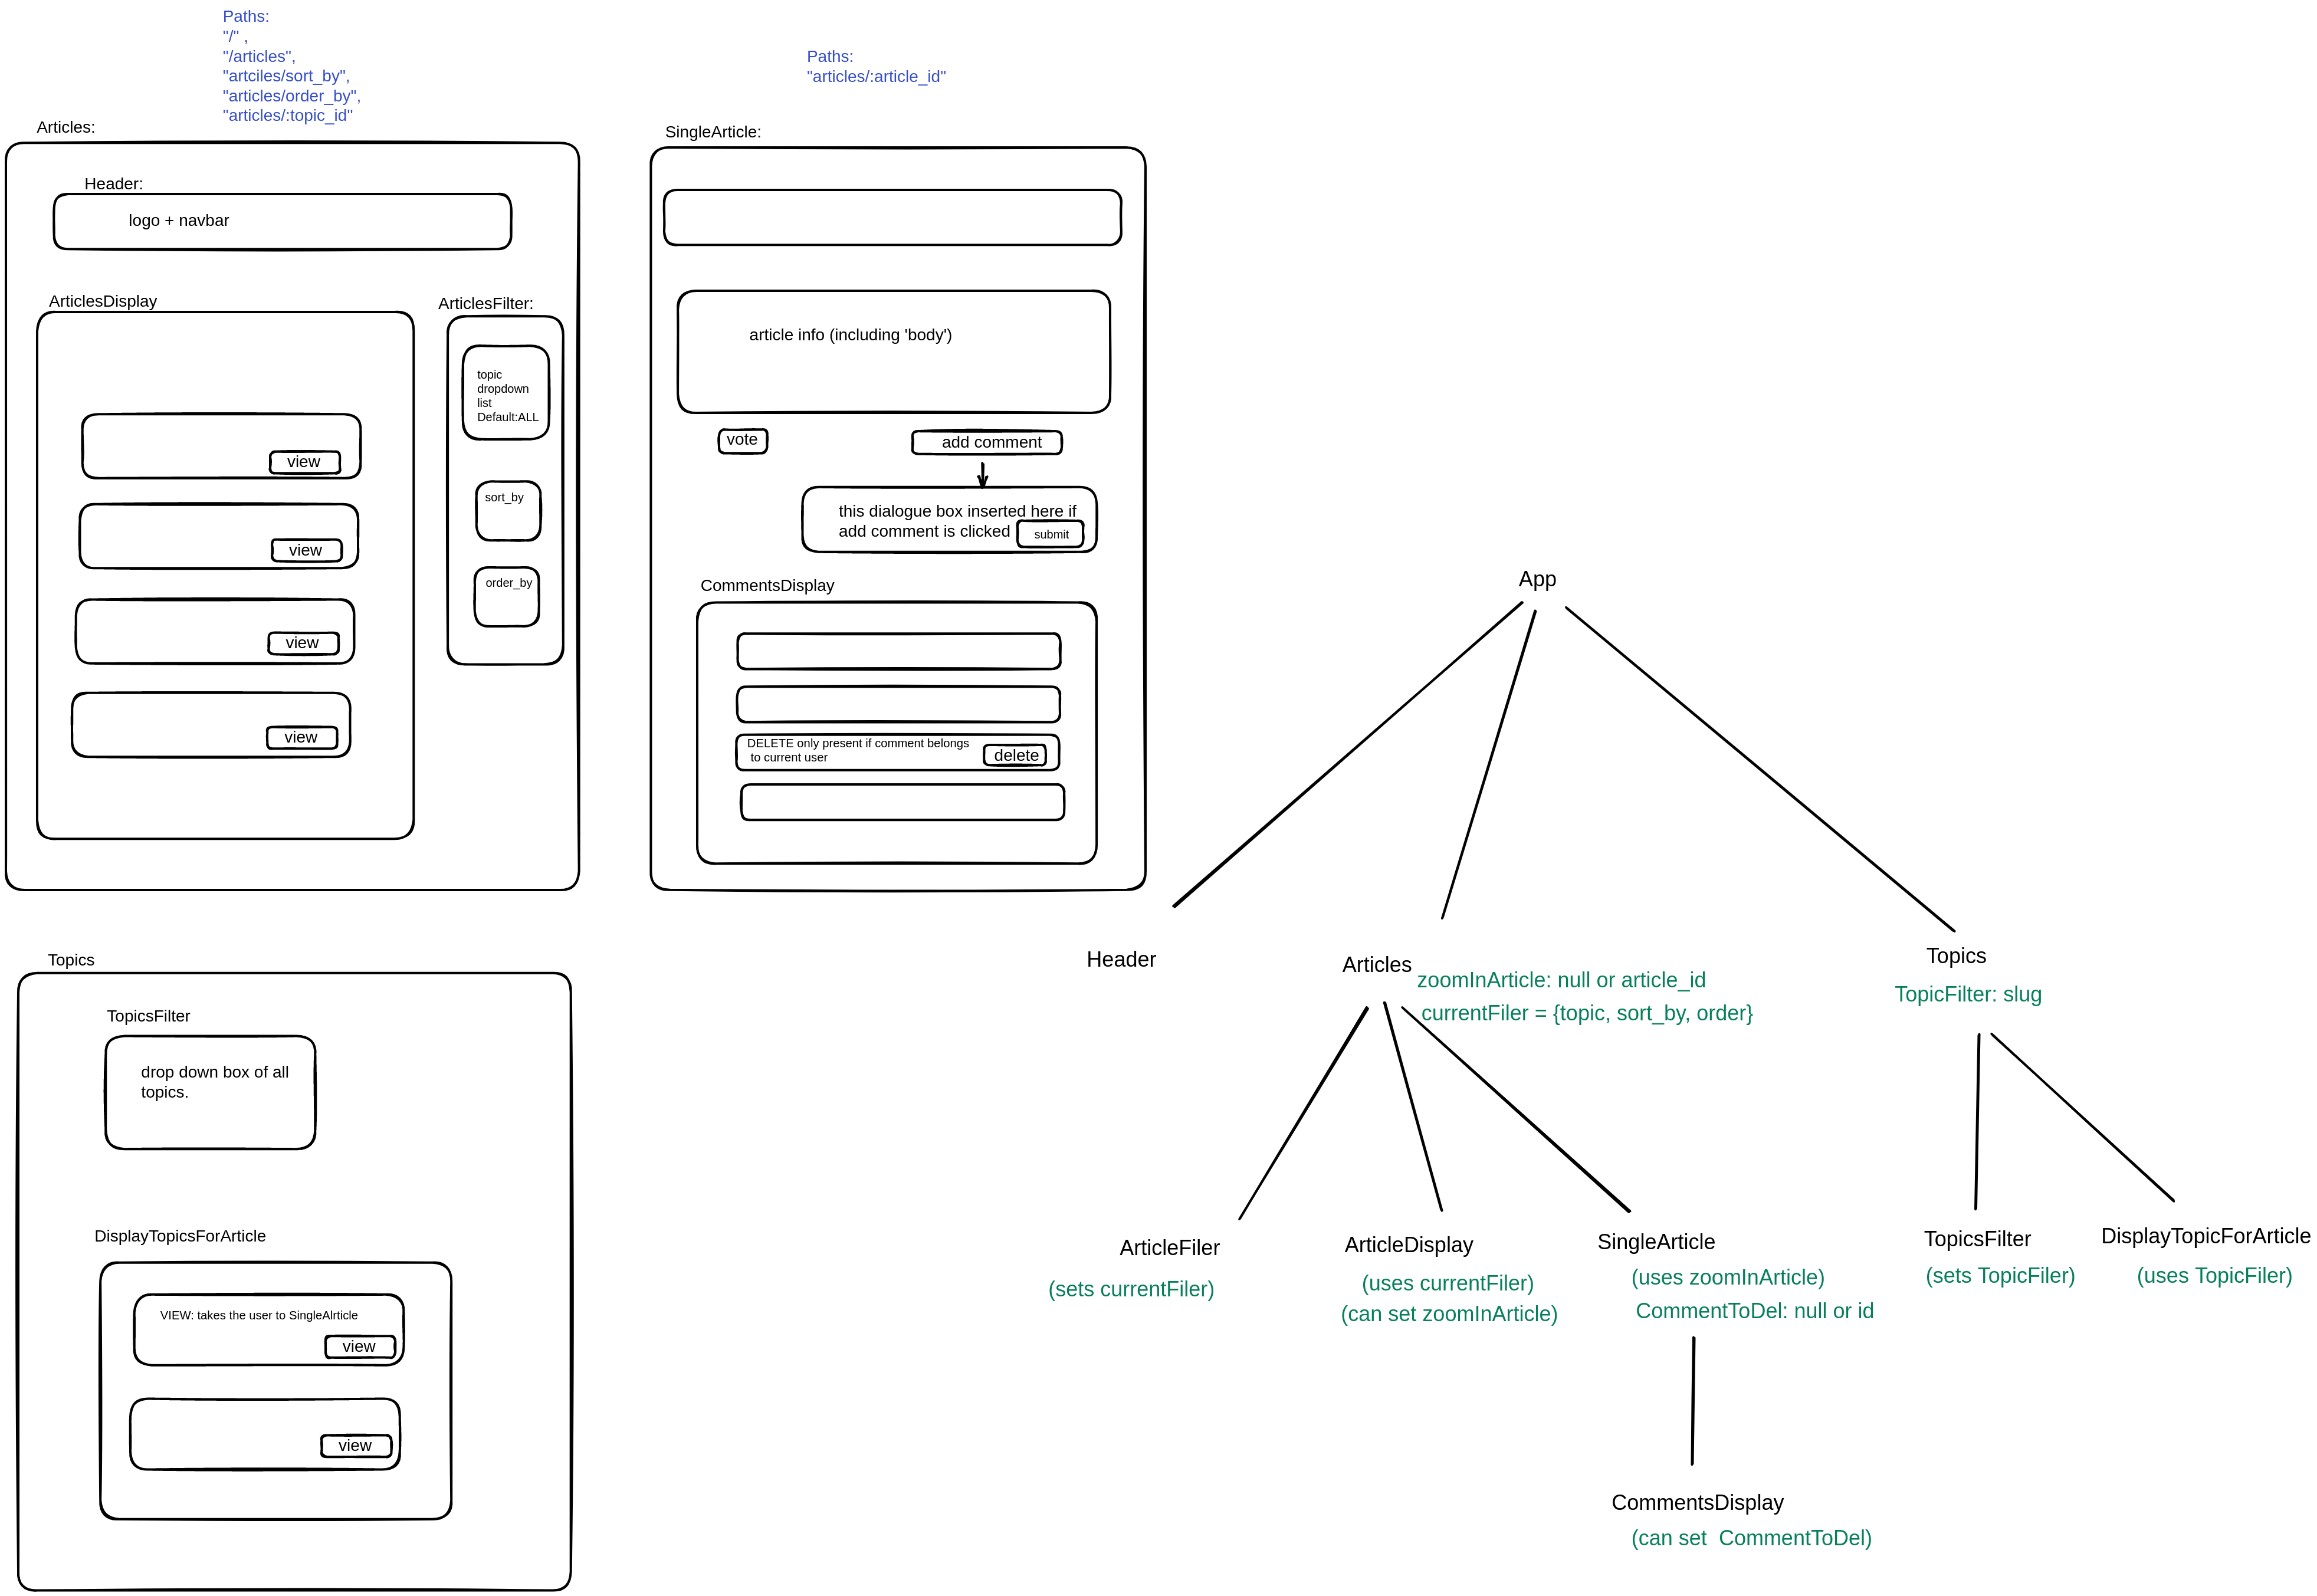 Paths:
"/" ,
"/articles",
"artciles/sort_by",
"articles/order_by",
"articles/:topic_id"
Articles:
Header:
logo + navbar
ArticlesDisplay
view
view
view
view
ArticlesFilter:
topic
dropdown
list
Default:ALL
sort_by
order_by
Paths:
"articles/:article_id"
SingleArticle:
article info (including 'body')
vote
add comment
this dialogue box inserted here if
add comment is clicked
submit
CommentsDisplay
DELETE only present if comment belongs
to current user
delete
Topics
TopicsFilter
drop down box of all
topics.
DisplayTopicsForArticle
VIEW: takes the user to SingleAlrticle
view
view
App
Header
Articles
zoomInArticle: null or article_id
currentFiler = {topic, sort_by, order}
Topics
TopicFilter: slug
ArticleFiler
(sets currentFiler)
ArticleDisplay
(uses currentFiler)
(can set zoomInArticle)
SingleArticle
(uses zoomInArticle)
CommentToDel: null or id
TopicsFilter
(sets TopicFiler)
DisplayTopicForArticle
(uses TopicFiler)
CommentsDisplay
(can set  CommentToDel)